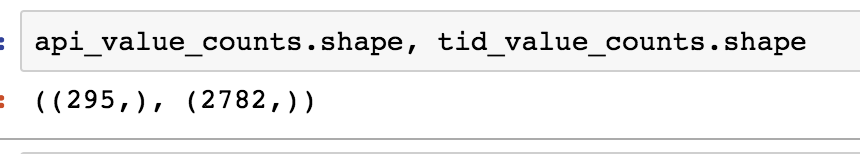 : api_value_counts.shape, tid_value_counts.shape
: ((295,), (2782,))